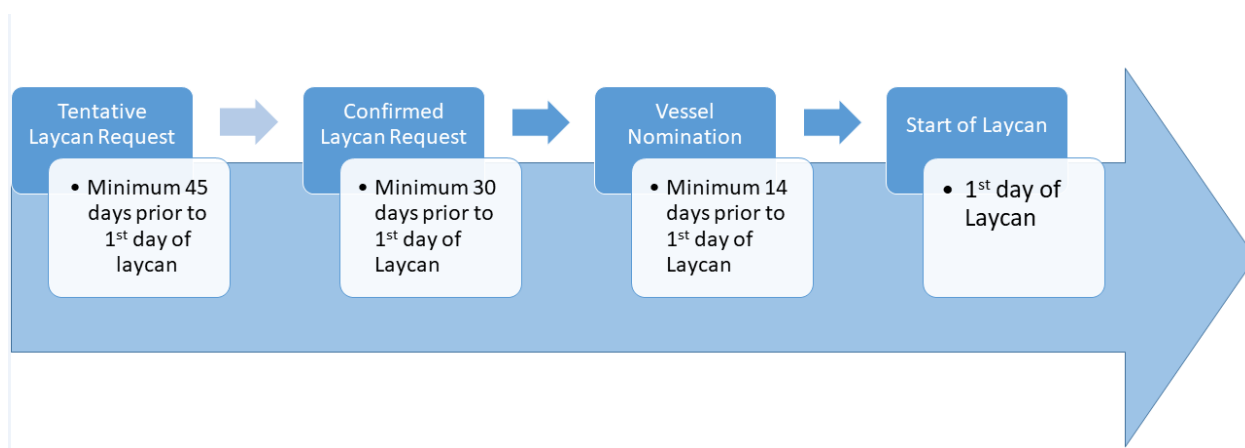 Tentative
Laycan Request
• Minimum 45
days prior to
1st day of
laycan
Confirmed
Laycan Request
• Minimum 30
days prior to
1st day of
Laycan
Vessel
Nomination
• Minimum 14
days prior to
1st day of
Laycan
Start of Laycan
• 1st day of
Laycan